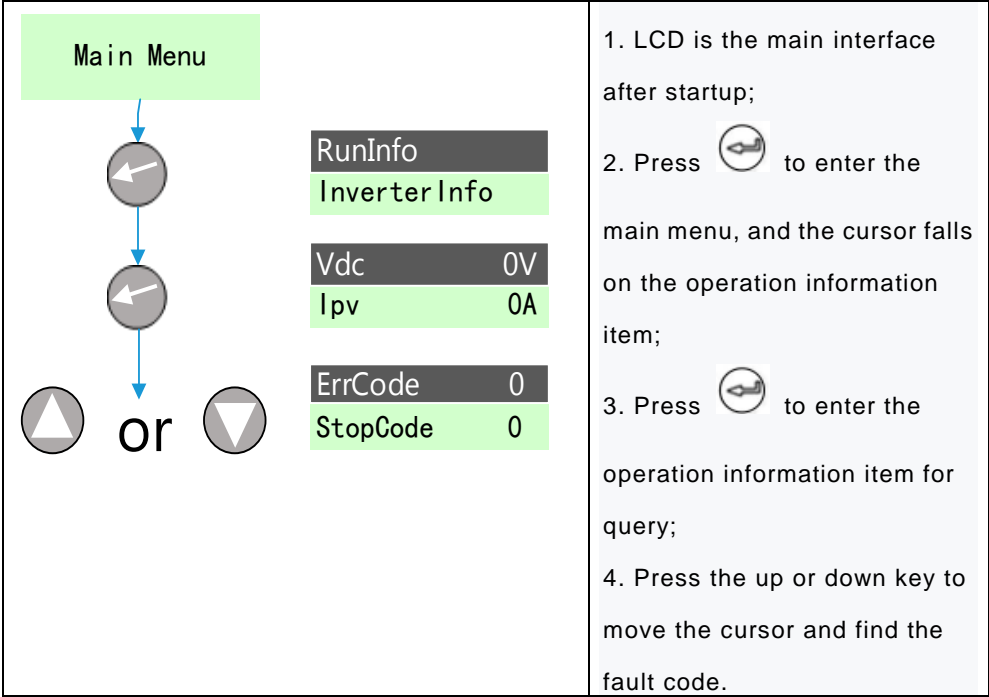 Main Menu
RunInfo
InverterInfo
Vdc 0V
Ipv 0A
ErrCode 0
StopCode 0
or
1. LCD is the main interface
after startup;
2. Press to enter the
main menu, and the cursor falls
on the operation information
item;
3. Press to enter the
operation information item for
query;
4. Press the up or down key to
move the cursor and find the
fault code.